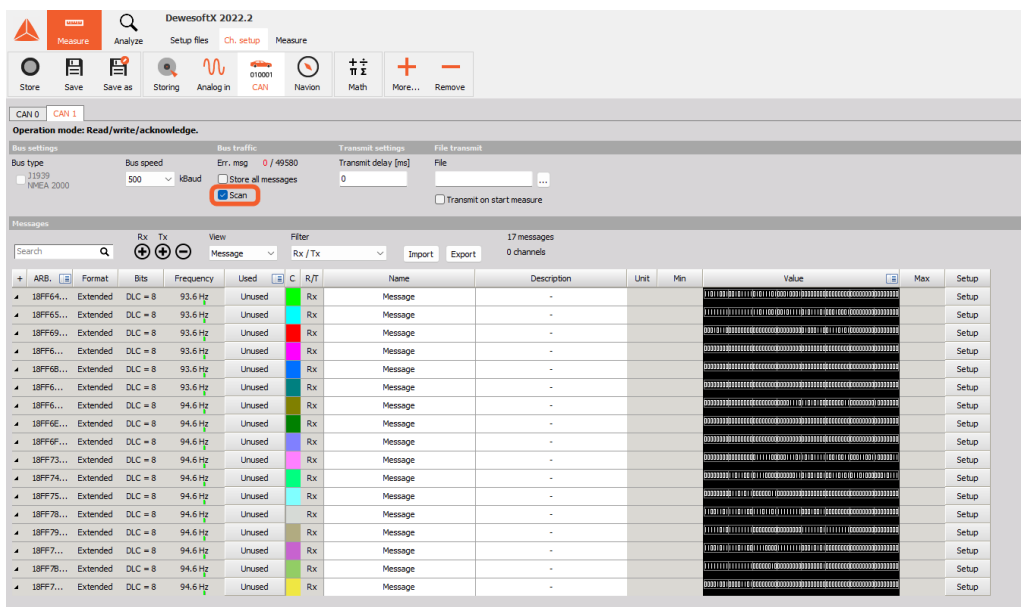 DewesoftX 2022.2
Measure Analyze Setup files Ch. setup Measure
Store Save Save as Storing Analog in CAN Navion Math More... Remove
CAN 0 CAN 1
Operation mode: Read/write/acknowledge.
Bus settings Bus traffic Transmit settings File transmit
Bus type Bus speed Err. msg 0 / 49580 Transmit delay [ms] File
J1939
NMEA 2000
500 kBaud Store all messages 0 ...
Scan Transmit on start measure
Messages
Rx Tx View Filter 17 messages
Search Message Rx / Tx Import Export 0 channels
+ ARB. Format Bits Frequency Used C R/T Name Description Unit Min Value Max Setup
18FF64... Extended DLC = 8 93.6 Hz Unused Rx Message - Setup
18FF65... Extended DLC = 8 93.6 Hz Unused Rx Message - Setup
18FF69... Extended DLC = 8 93.6 Hz Unused Rx Message - Setup
18FF6... Extended DLC = 8 93.6 Hz Unused Rx Message - Setup
18FF6B... Extended DLC = 8 93.6 Hz Unused Rx Message - Setup
18FF6... Extended DLC = 8 93.6 Hz Unused Rx Message - Setup
18FF6... Extended DLC = 8 94.6 Hz Unused Rx Message - Setup
18FF6E... Extended DLC = 8 94.6 Hz Unused Rx Message - Setup
18FF6F... Extended DLC = 8 94.6 Hz Unused Rx Message - Setup
18FF73... Extended DLC = 8 94.6 Hz Unused Rx Message - Setup
18FF74... Extended DLC = 8 94.6 Hz Unused Rx Message - Setup
18FF75... Extended DLC = 8 94.6 Hz Unused Rx Message - Setup
18FF78... Extended DLC = 8 94.6 Hz Unused Rx Message - Setup
18FF79... Extended DLC = 8 94.6 Hz Unused Rx Message - Setup
18FF7... Extended DLC = 8 94.6 Hz Unused Rx Message - Setup
18FF7B... Extended DLC = 8 94.6 Hz Unused Rx Message - Setup
18FF7... Extended DLC = 8 94.6 Hz Unused Rx Message - Setup